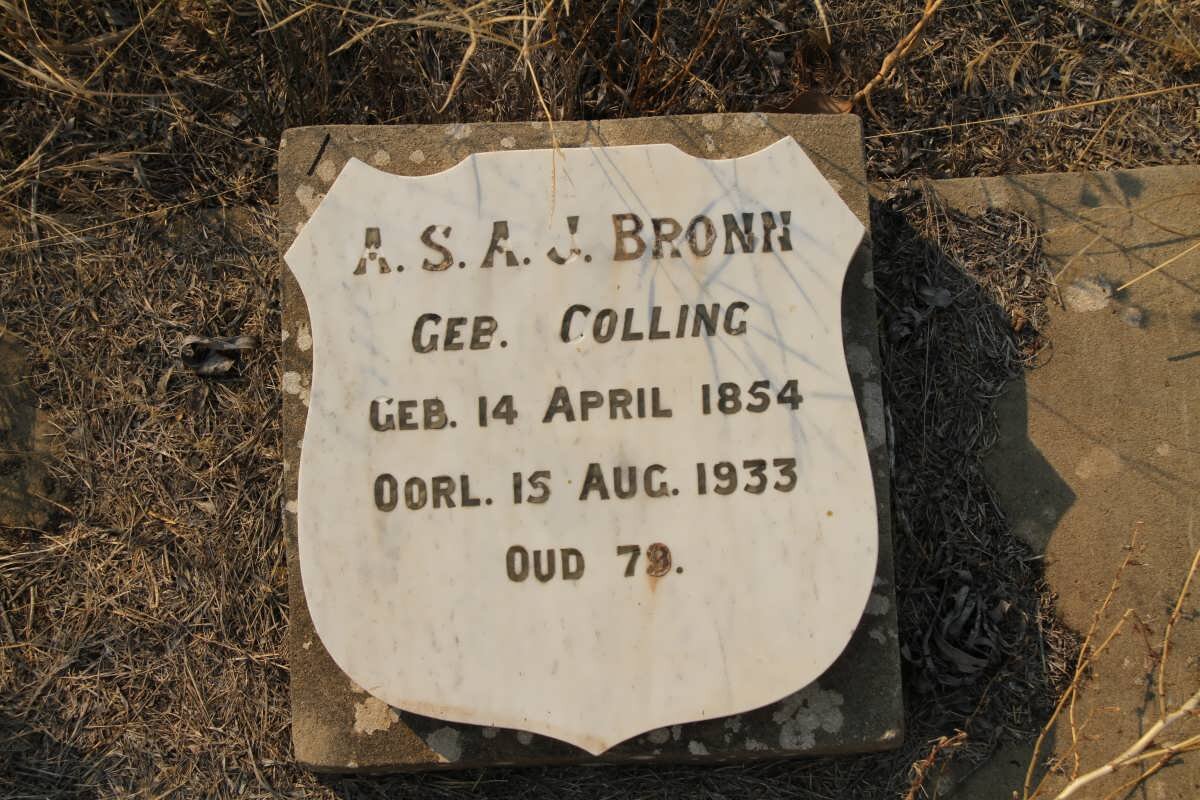 A. S. A. J. BRONN
GEB. COLLING
GEB. 14 APRIL 1854
OORL. 15 AUG. 1933
OUD 79.